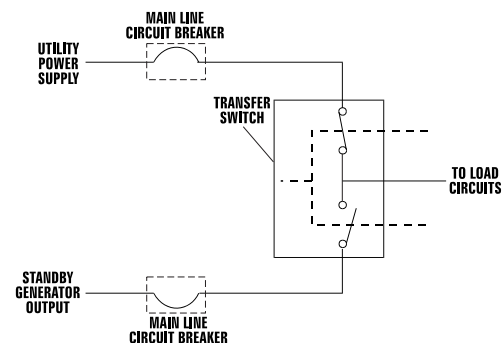 MAIN LINE
CIRCUIT BREAKER
UTILITY
POWER
SUPPLY
TRANSFER
SWITCH
TO LOAD
CIRCUITS
STANDBY
GENERATOR
OUTPUT
MAIN LINE
CIRCUIT BREAKER